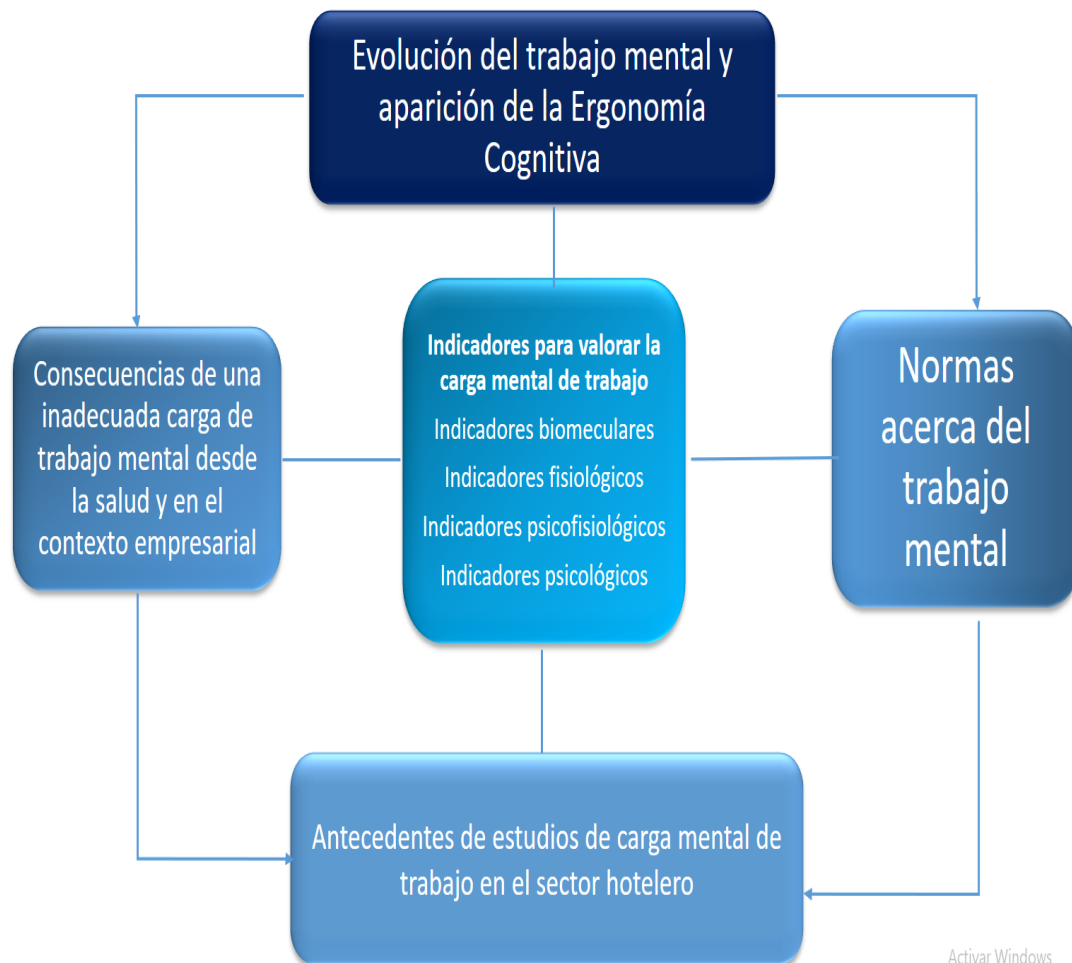 Evolución del trabajo mental y
aparición de la Ergonomía
Cognitiva
Consecuencias de una
inadecuada carga de
trabajo mental desde
la salud y en el
contexto empresarial
Indicadores para valorar la
carga mental de trabajo
Indicadores biomeculares
Indicadores fisiológicos
Indicadores psicofisiológicos
Indicadores psicológicos
Normas
acerca del
trabajo
mental
Antecedentes de estudios de carga mental de
trabajo en el sector hotelero
Activar Windows